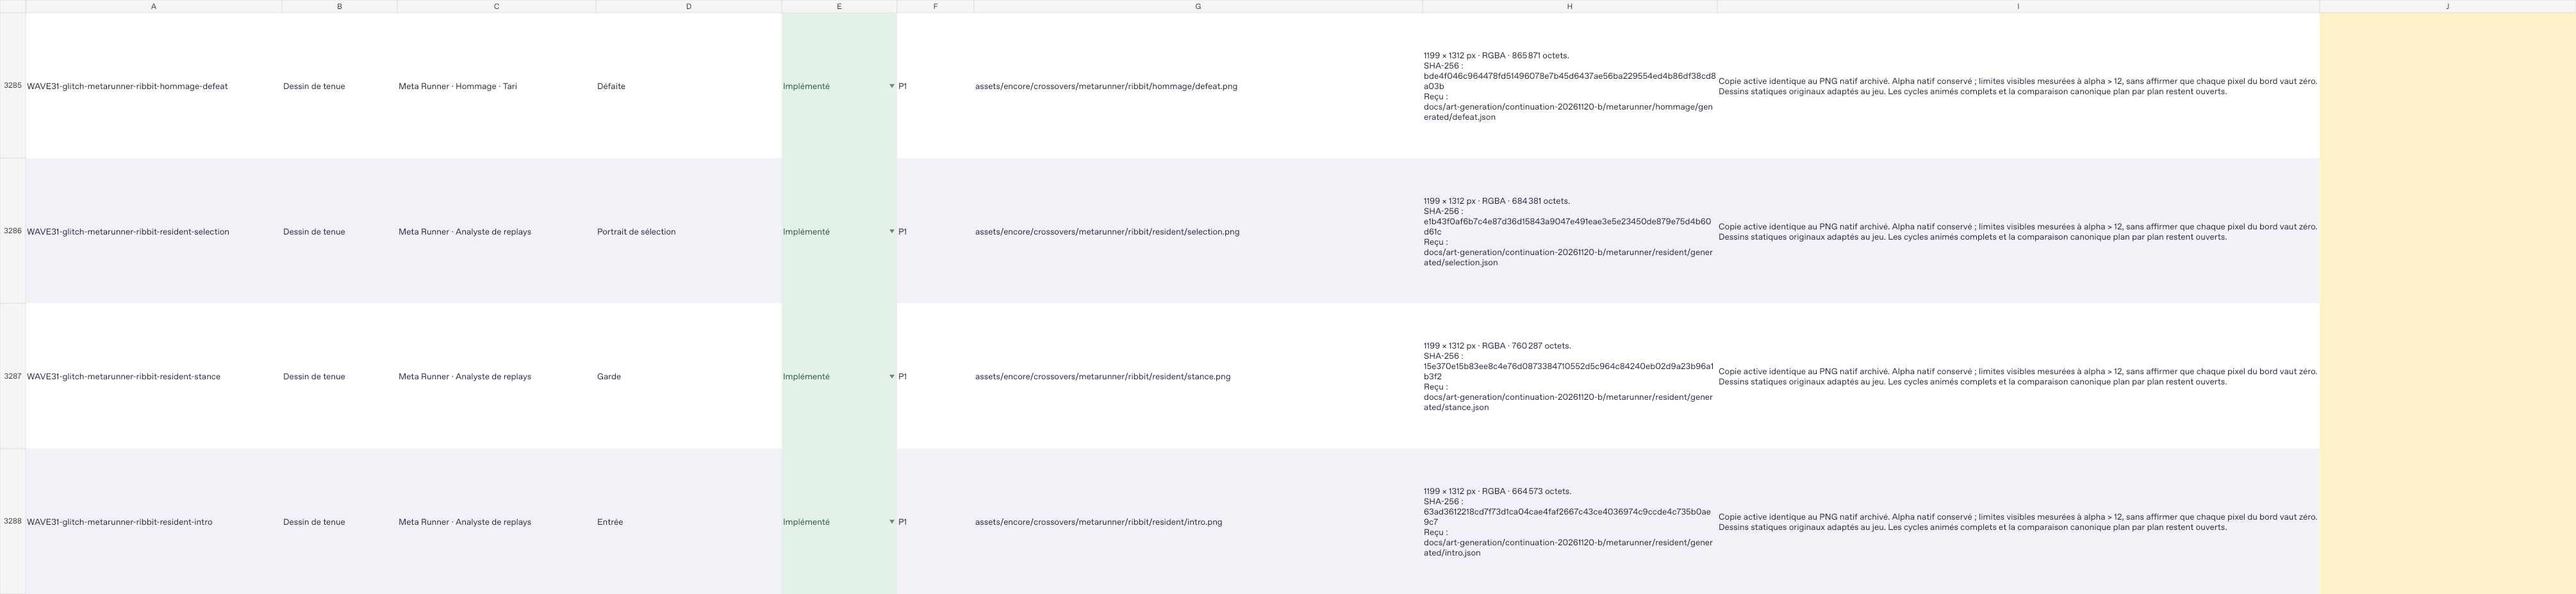 A B C D E F G H I J
3285 WAVE31-glitch-metarunner-ribbit-hommage-defeat Dessin de tenue Meta Runner · Hommage · Tari Défaite Implémenté P1 assets/encore/crossovers/metarunner/ribbit/hommage/defeat.png
1199 × 1312 px · RGBA · 865 871 octets.
SHA-256 :
bde4f046c964478fd51496078e7b45d6437ae56ba229554ed4b86df38cd8
a03b
Reçu :
docs/art-generation/continuation-20261120-b/metarunner/hommage/gen
erated/defeat.json
Copie active identique au PNG natif archivé. Alpha natif conservé ; limites visibles mesurées à alpha > 12, sans affirmer que chaque pixel du bord vaut zéro.
Dessins statiques originaux adaptés au jeu. Les cycles animés complets et la comparaison canonique plan par plan restent ouverts.
3286 WAVE31-glitch-metarunner-ribbit-resident-selection Dessin de tenue Meta Runner · Analyste de replays Portrait de sélection Implémenté P1 assets/encore/crossovers/metarunner/ribbit/resident/selection.png
1199 × 1312 px · RGBA · 684 381 octets.
SHA-256 :
e1b43f0af6b7c4e87d36d15843a9047e491eae3e5e23450de879e75d4b60
d61c
Reçu :
docs/art-generation/continuation-20261120-b/metarunner/resident/gener
ated/selection.json
Copie active identique au PNG natif archivé. Alpha natif conservé ; limites visibles mesurées à alpha > 12, sans affirmer que chaque pixel du bord vaut zéro.
Dessins statiques originaux adaptés au jeu. Les cycles animés complets et la comparaison canonique plan par plan restent ouverts.
3287 WAVE31-glitch-metarunner-ribbit-resident-stance Dessin de tenue Meta Runner · Analyste de replays Garde Implémenté P1 assets/encore/crossovers/metarunner/ribbit/resident/stance.png
1199 × 1312 px · RGBA · 760 287 octets.
SHA-256 :
15e370e15b83ee8c4e76d0873384710552d5c964c84240eb02d9a23b96a1
b3f2
Reçu :
docs/art-generation/continuation-20261120-b/metarunner/resident/gener
ated/stance.json
Copie active identique au PNG natif archivé. Alpha natif conservé ; limites visibles mesurées à alpha > 12, sans affirmer que chaque pixel du bord vaut zéro.
Dessins statiques originaux adaptés au jeu. Les cycles animés complets et la comparaison canonique plan par plan restent ouverts.
3288 WAVE31-glitch-metarunner-ribbit-resident-intro Dessin de tenue Meta Runner · Analyste de replays Entrée Implémenté P1 assets/encore/crossovers/metarunner/ribbit/resident/intro.png
1199 × 1312 px · RGBA · 664 573 octets.
SHA-256 :
63ad3612218cd7f73d1ca04cae4faf2667c43ce4036974c9ccde4c735b0ae
9c7
Reçu :
docs/art-generation/continuation-20261120-b/metarunner/resident/gener
ated/intro.json
Copie active identique au PNG natif archivé. Alpha natif conservé ; limites visibles mesurées à alpha > 12, sans affirmer que chaque pixel du bord vaut zéro.
Dessins statiques originaux adaptés au jeu. Les cycles animés complets et la comparaison canonique plan par plan restent ouverts.